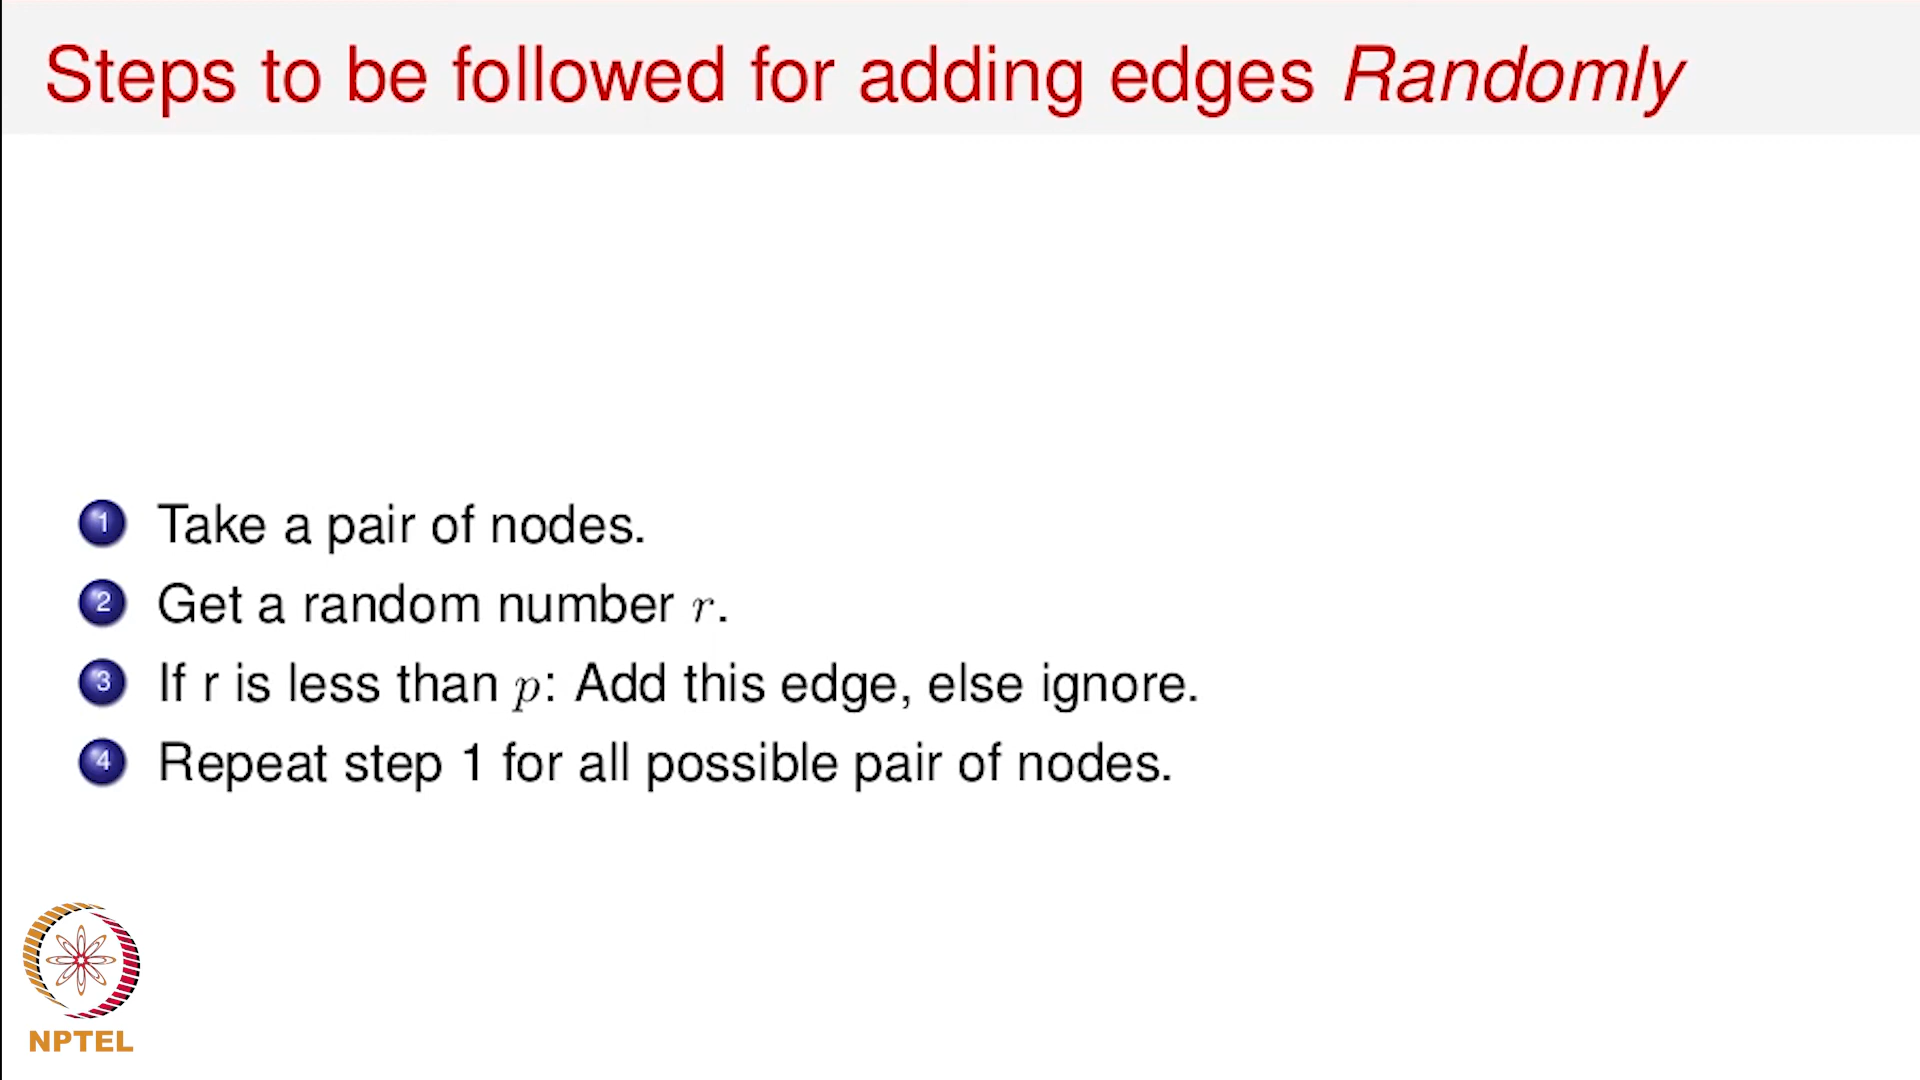 Steps to be followed for adding edges Randomly
1 Take a pair of nodes.
2 Get a random number r.
3 If r is less than p: Add this edge, else ignore.
4 Repeat step 1 for all possible pair of nodes.
NPTEL